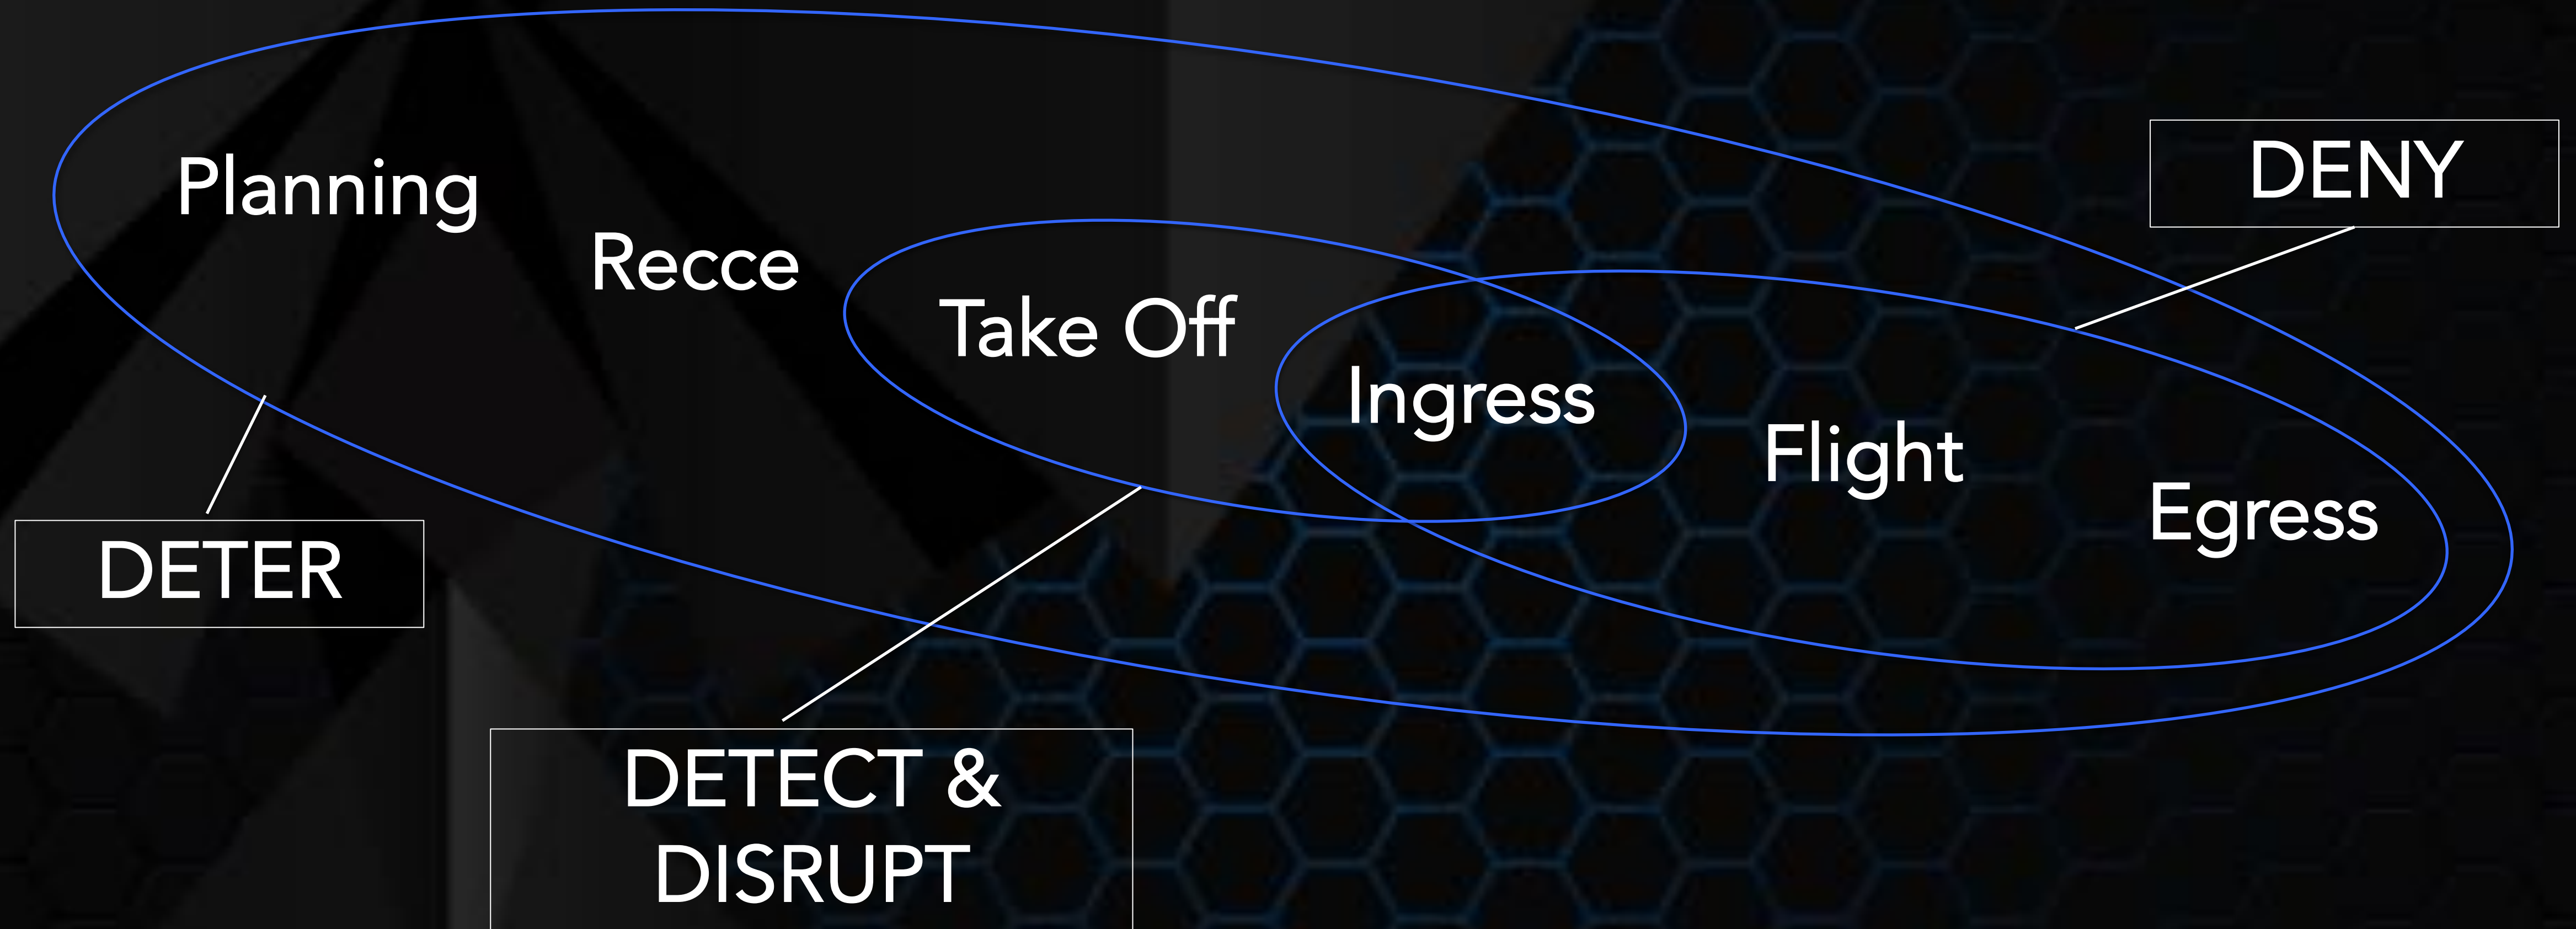 Planning
Recce
Take Off
Ingress
Flight
Egress
DENY
DETER
DETECT &
DISRUPT